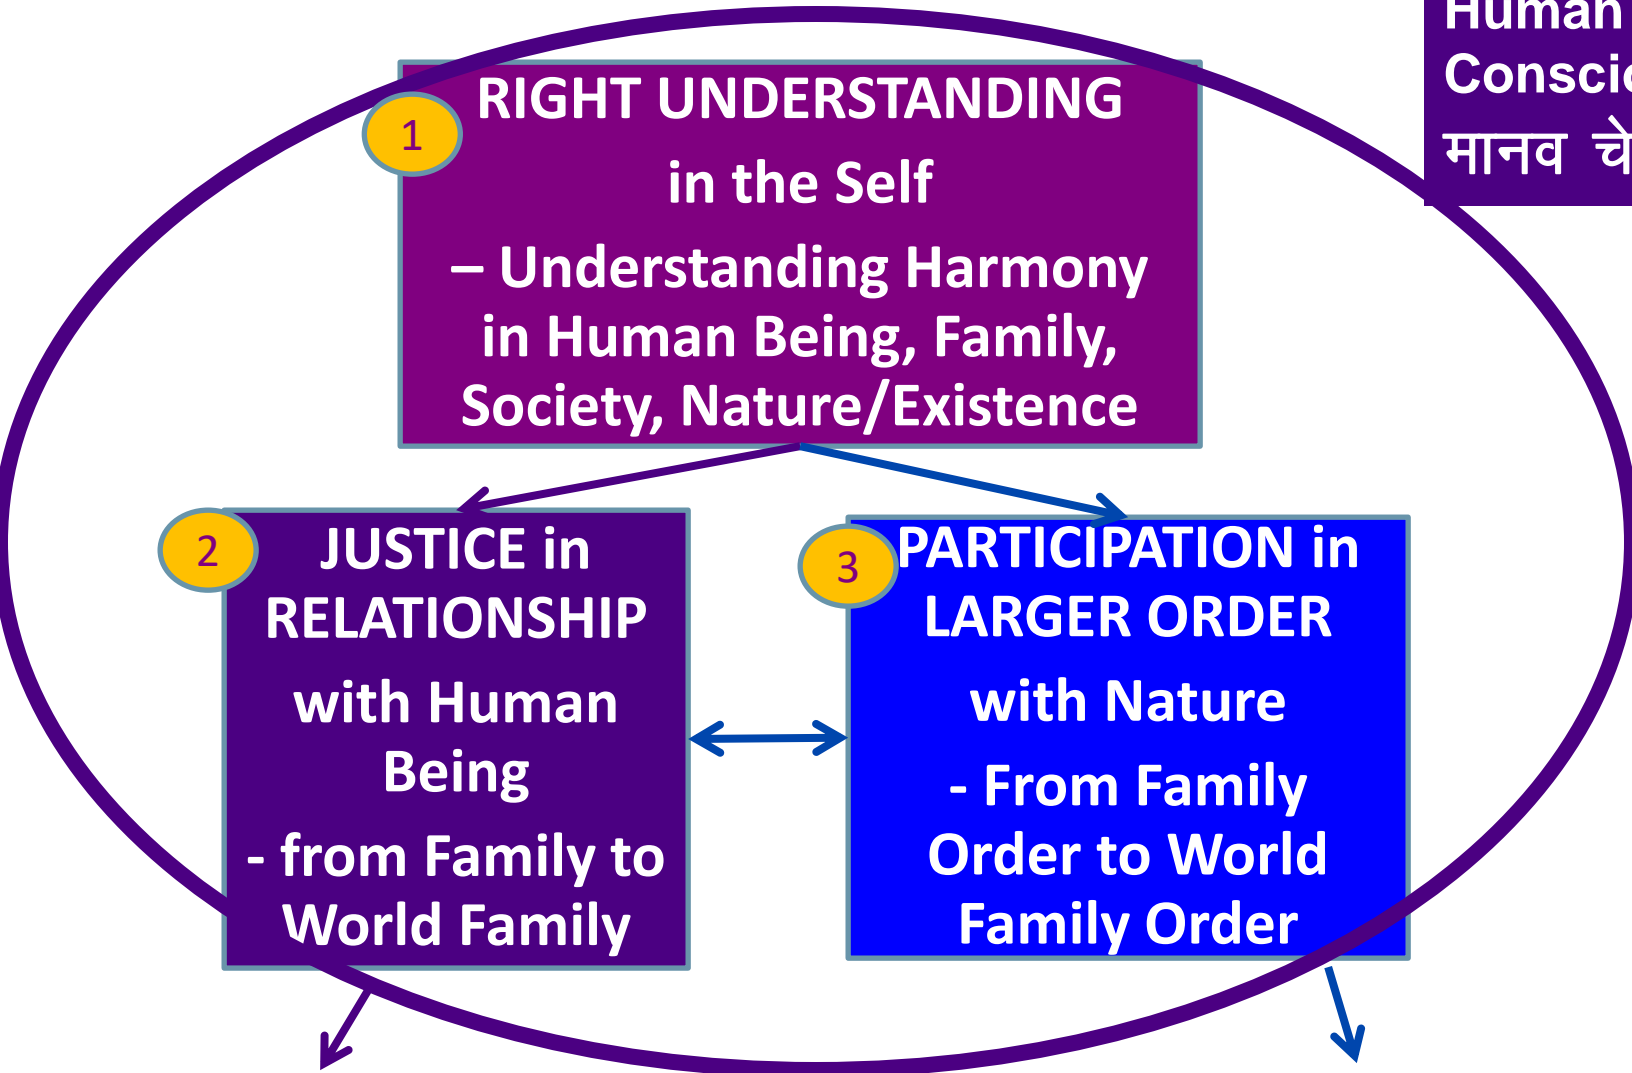 Human
1
RIGHT UNDERSTANDING
in the Self
– Understanding Harmony
in Human Being, Family,
Society, Nature/Existence
मानव
2
JUSTICE in
RELATIONSHIP
with Human
Being
- from Family to
World Family
3
PARTICIPATION in
LARGER ORDER
with Nature
- From Family
Order to World
Family Order